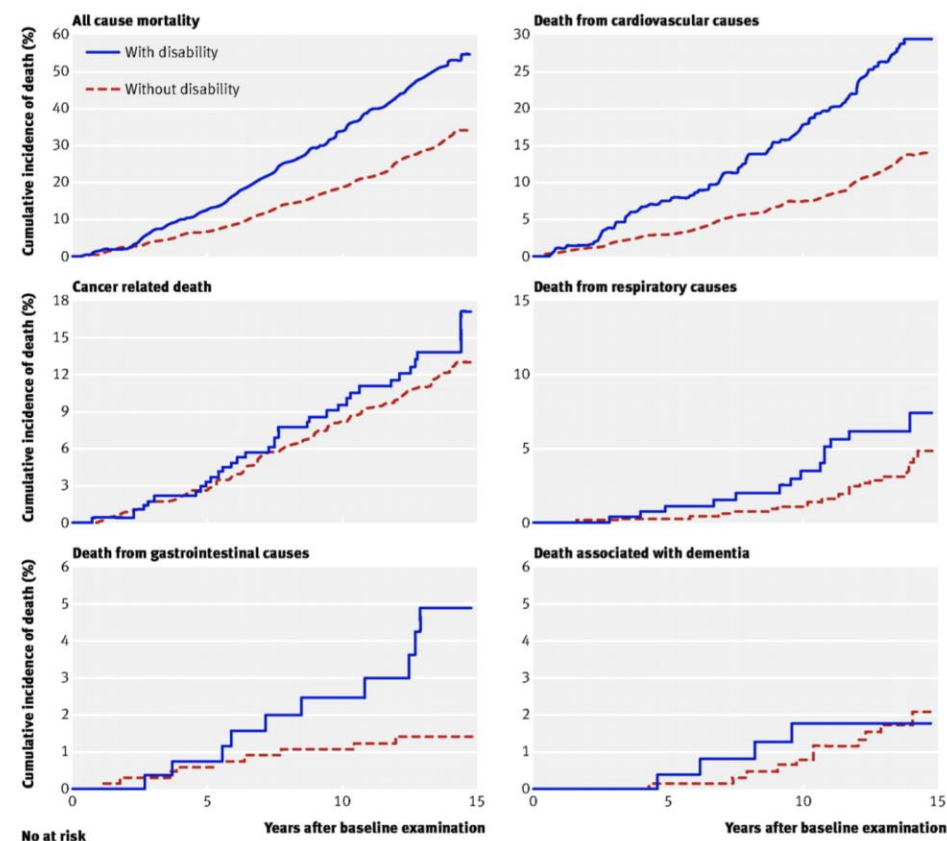 All cause mortality
Cumulative incidence of death (%)
60
50
40
30
20
10
0
With disability
Without disability
Death from cardiovascular causes
30
25
20
15
10
5
0
Cancer related death
Cumulative incidence of death (%)
18
15
12
9
6
3
0
Death from respiratory causes
15
10
5
0
Death from gastrointestinal causes
Cumulative incidence of death (%)
6
5
4
3
2
1
0
0 5 10 15
Years after baseline examination
Death associated with dementia
6
5
4
3
2
1
0
0 5 10 15
Years after baseline examination
No at risk